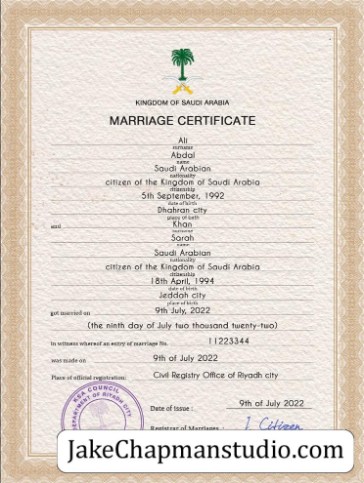 KINGDOM OF SAUDI ARABIA
MARRIAGE CERTIFICATE
Ali
surname
Abdal
name
Saudi Arabian
nationality
citizen of the Kingdom of Saudi Arabia
citizenship
5th September, 1992
date of birth
Dhahran city
place of birth
and Khan
surname
Sarah
name
Saudi Arabian
nationality
citizen of the Kingdom of Saudi Arabia
citizenship
18th April, 1994
date of birth
Jeddah city
place of birth
got married on 9th July, 2022
(the ninth day of July two thousand twenty-two)
in witness whereof an entry of marriage No. 11223344
was made on 9th of July 2022
Place of official registration: Civil Registry Office of Riyadh city
KSA COUNCIL
DEPARTMENT OF RIYADH CITY
Date of issue: 9th of July 2022
Registrar of Marriages I Citizen
JakeChapmanstudio.com